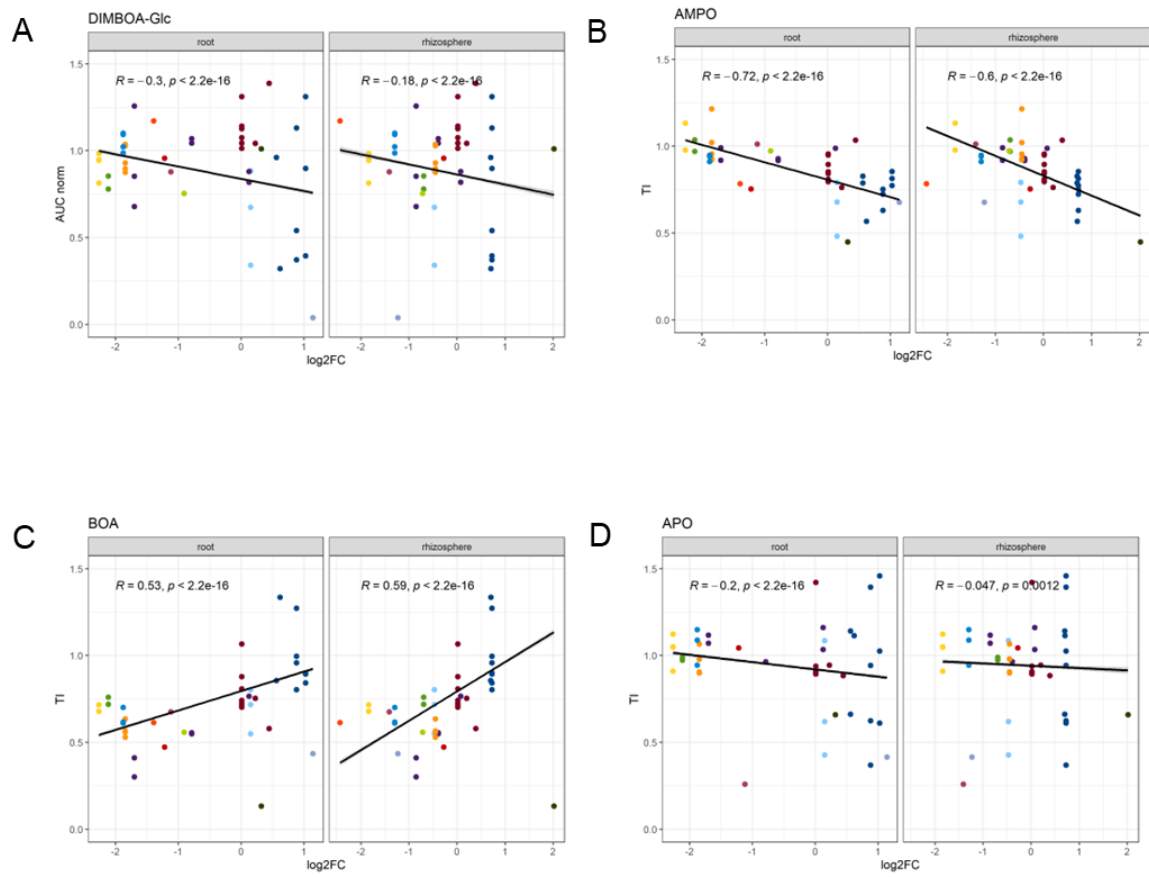 A
DIMBOA-Glc
root rhizosphere
R = −0.3, p < 2.2e-16 R = −0.18, p < 2.2e-16
AUC norm
1.5
1.0
0.5
0.0
-2 -1 0 1 -2 -1 0 1 2
log2FC
B
AMPO
root rhizosphere
R = −0.72, p < 2.2e-16 R = −0.6, p < 2.2e-16
TI
1.5
1.0
0.5
0.0
-2 -1 0 1 -2 -1 0 1 2
log2FC
C
BOA
root rhizosphere
R = 0.53, p < 2.2e-16 R = 0.59, p < 2.2e-16
TI
1.5
1.0
0.5
0.0
-2 -1 0 1 -2 -1 0 1 2
log2FC
D
APO
root rhizosphere
R = −0.2, p < 2.2e-16 R = −0.047, p = 0.0012
TI
1.5
1.0
0.5
0.0
-2 -1 0 1 -2 -1 0 1 2
log2FC